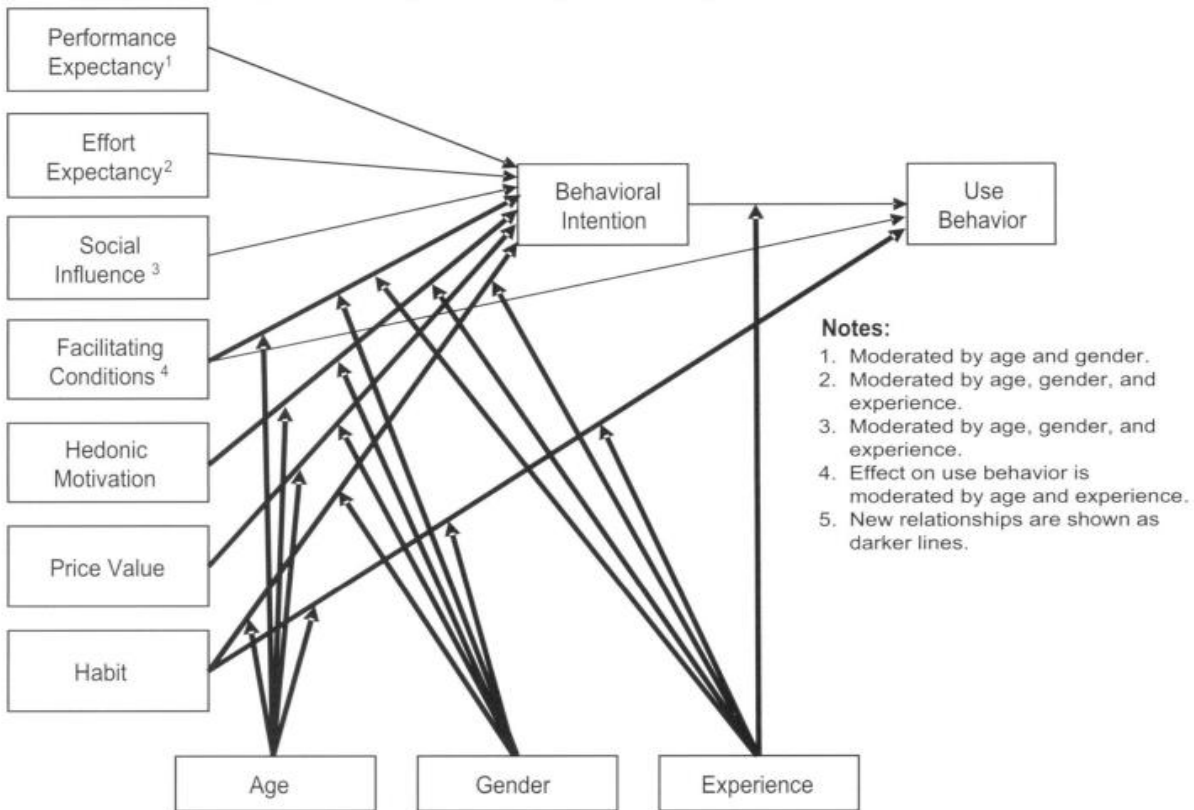 Performance
Expectancy1
Effort
Expectancy2
Social
Influence 3
Facilitating
Conditions 4
Hedonic
Motivation
Price Value
Habit
Behavioral
Intention
Use
Behavior
Notes:
1. Moderated by age and gender.
2. Moderated by age, gender, and
experience.
3. Moderated by age, gender, and
experience.
4. Effect on use behavior is
moderated by age and experience.
5. New relationships are shown as
darker lines.
Age
Gender
Experience